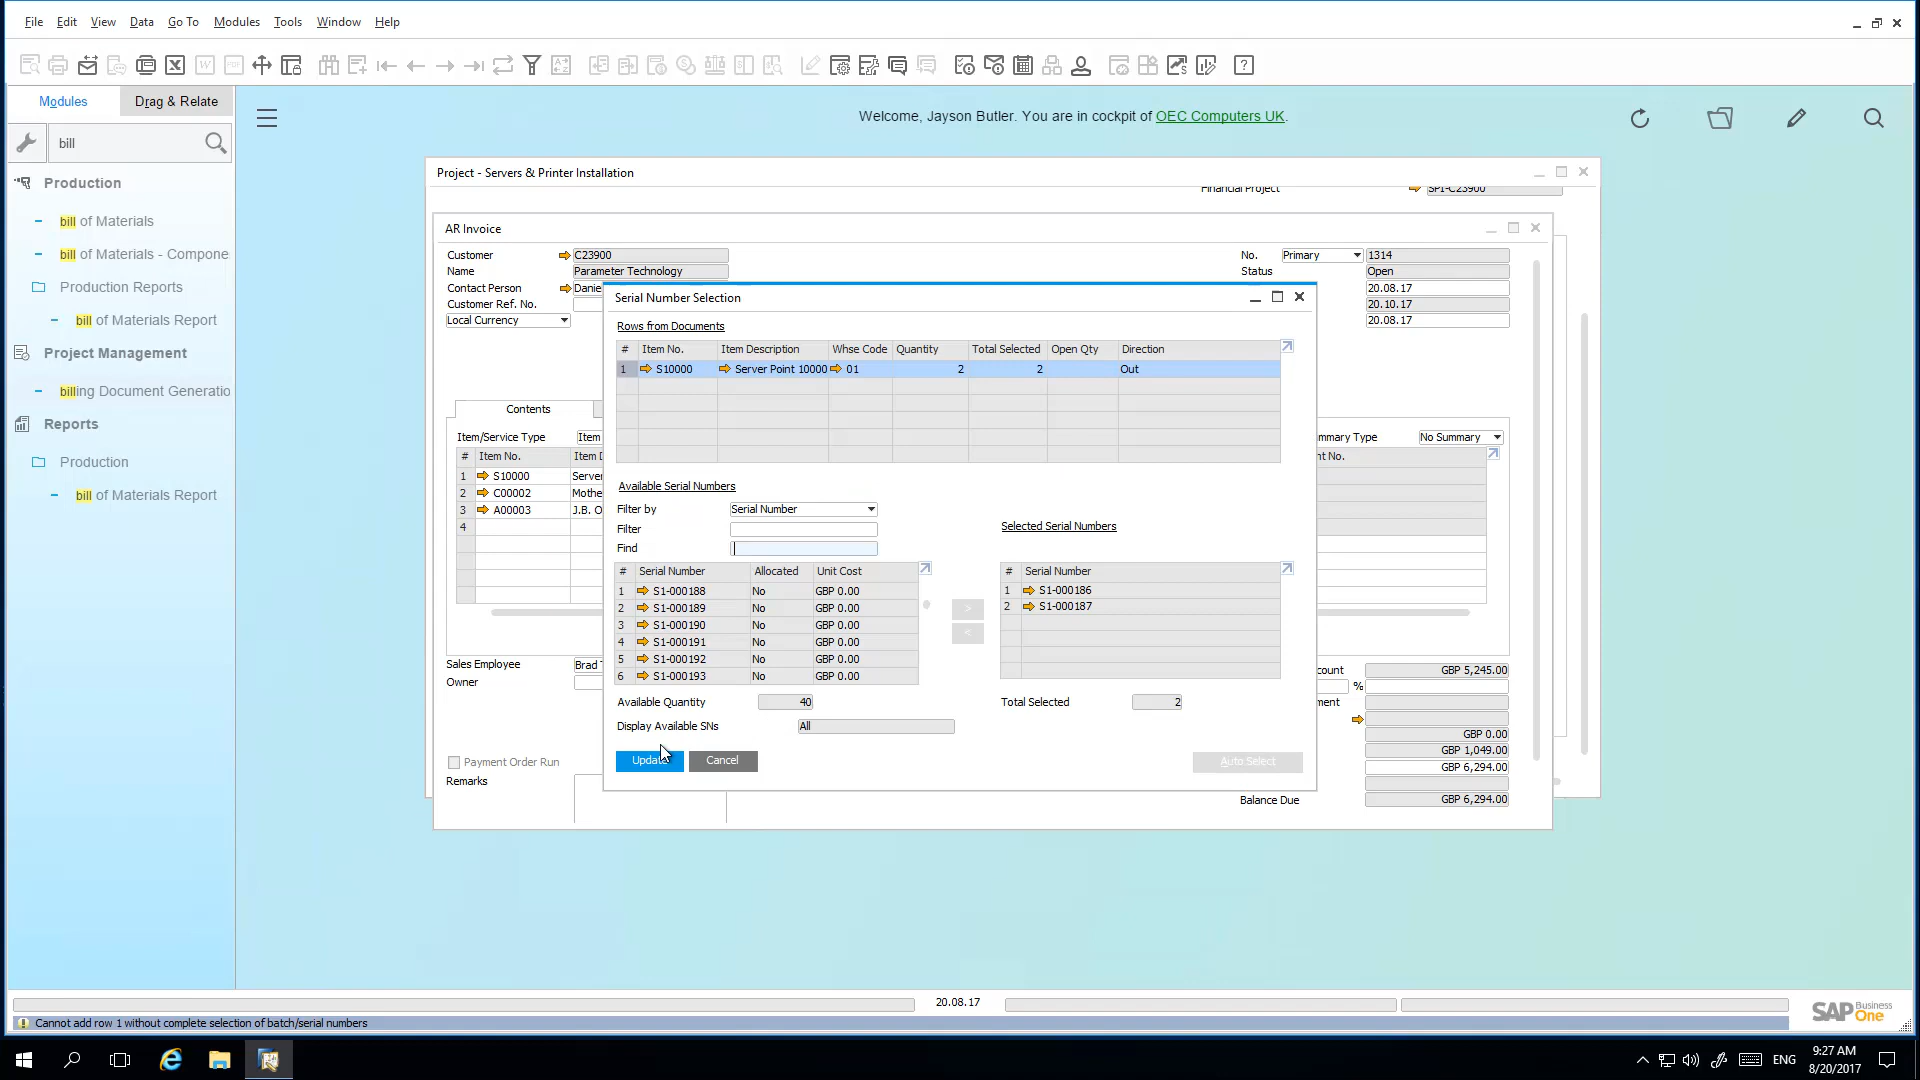 File Edit View Data Go To Modules Tools Window Help
Modules Drag & Relate
bill
Welcome, Jayson Butler. You are in cockpit of OEC Computers UK.
Production
bill of Materials
bill of Materials - Compone
Production Reports
bill of Materials Report
Project Management
billing Document Generatio
Reports
Production
bill of Materials Report
Project - Servers & Printer Installation
Financial Project SPI-C23900
AR Invoice
Customer C23900
Name Parameter Technology
Contact Person Danie
Customer Ref. No.
Local Currency
No. Primary 1314
Status Open
20.08.17
20.10.17
20.08.17
Contents
Item/Service Type Item
# Item No. Item D
1 S10000 Server
2 C00002 Mothe
3 A00003 J.B. O
4
mmary Type No Summary
nt No.
Sales Employee Brad T
Owner
Payment Order Run
Remarks
count GBP 5,245.00
%
ment
GBP 0.00
GBP 1,049.00
GBP 6,294.00
Balance Due GBP 6,294.00
Serial Number Selection
Rows from Documents
# Item No. Item Description Whse Code Quantity Total Selected Open Qty Direction
1 S10000 Server Point 10000 01 2 2 Out
Available Serial Numbers
Filter by Serial Number
Filter
Find
# Serial Number Allocated Unit Cost
1 S1-000188 No GBP 0.00
2 S1-000189 No GBP 0.00
3 S1-000190 No GBP 0.00
4 S1-000191 No GBP 0.00
5 S1-000192 No GBP 0.00
6 S1-000193 No GBP 0.00
> <
Selected Serial Numbers
# Serial Number
1 S1-000186
2 S1-000187
Available Quantity 40
Total Selected 2
Display Available SNs All
Update Cancel Auto Select
20.08.17
Cannot add row 1 without complete selection of batch/serial numbers
SAP Business One
ENG
9:27 AM
8/20/2017